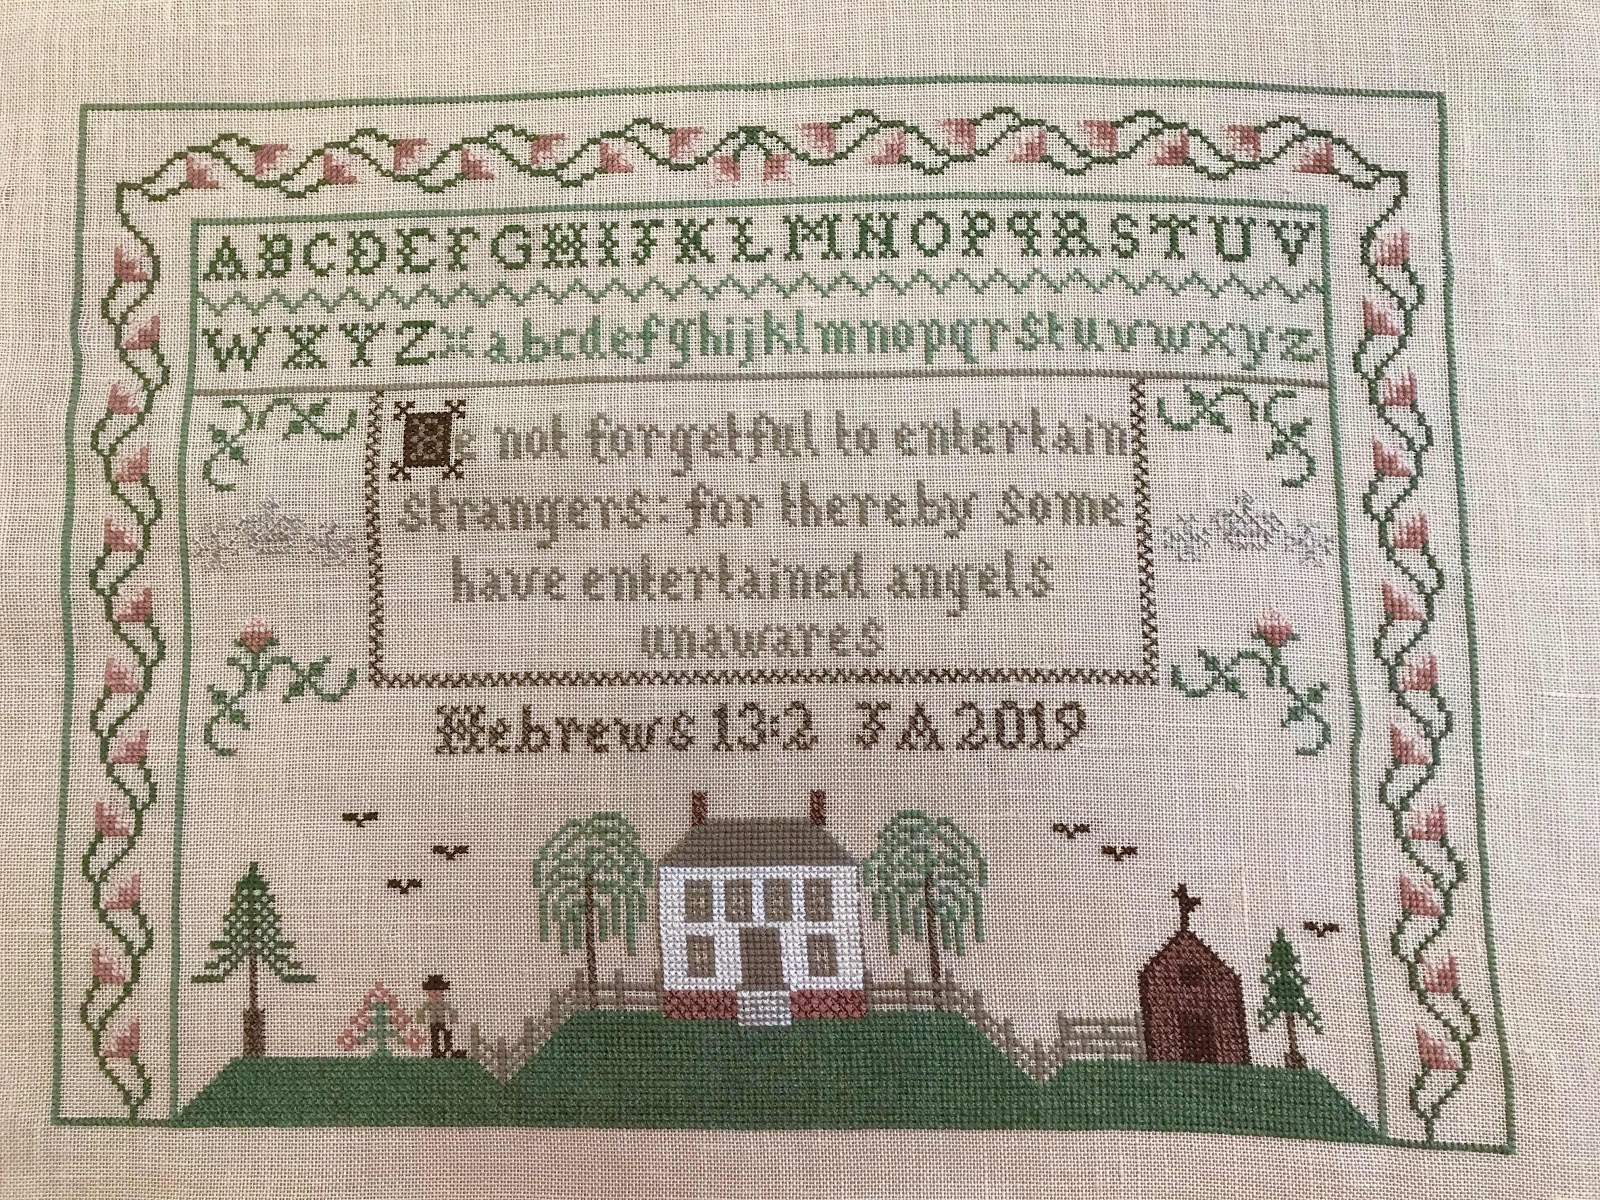 ABCDEFGHIJKLMNOPQRSTUV
WXYZ abcdefghijklmnopqrstuvwxyz
Be not forgetful to entertain
strangers: for thereby some
have entertained angels
unawares
Hebrews 13:2 JA 2019